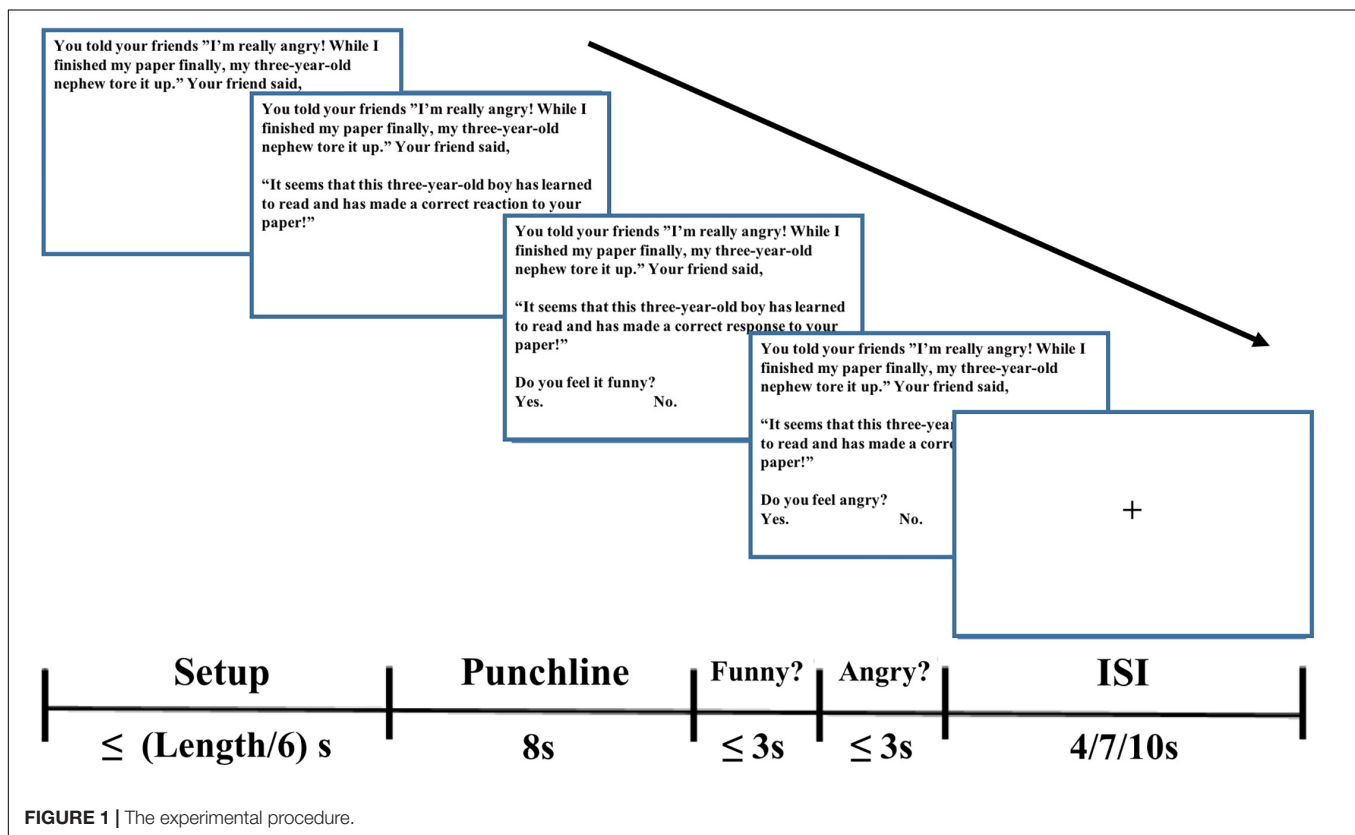 You told your friends ”I’m really angry! While I
finished my paper finally, my three-year-old
nephew tore it up.” Your friend said,
You told your friends ”I’m really angry! While I
finished my paper finally, my three-year-old
nephew tore it up.” Your friend said,
“It seems that this three-year-old boy has learned
to read and has made a correct reaction to your
paper!”
You told your friends ”I’m really angry! While I
finished my paper finally, my three-year-old
nephew tore it up.” Your friend said,
“It seems that this three-year-old boy has learned
to read and has made a correct response to your
paper!”
Do you feel it funny?
Yes. No.
You told your friends ”I’m really angry! While I
finished my paper finally, my three-year-old
nephew tore it up.” Your friend said,
“It seems that this three-year
to read and has made a corre
paper!”
Do you feel angry?
Yes. No.
+
Setup Punchline Funny? Angry? ISI
≤ (Length/6) s 8s ≤ 3s ≤ 3s 4/7/10s
FIGURE 1 | The experimental procedure.